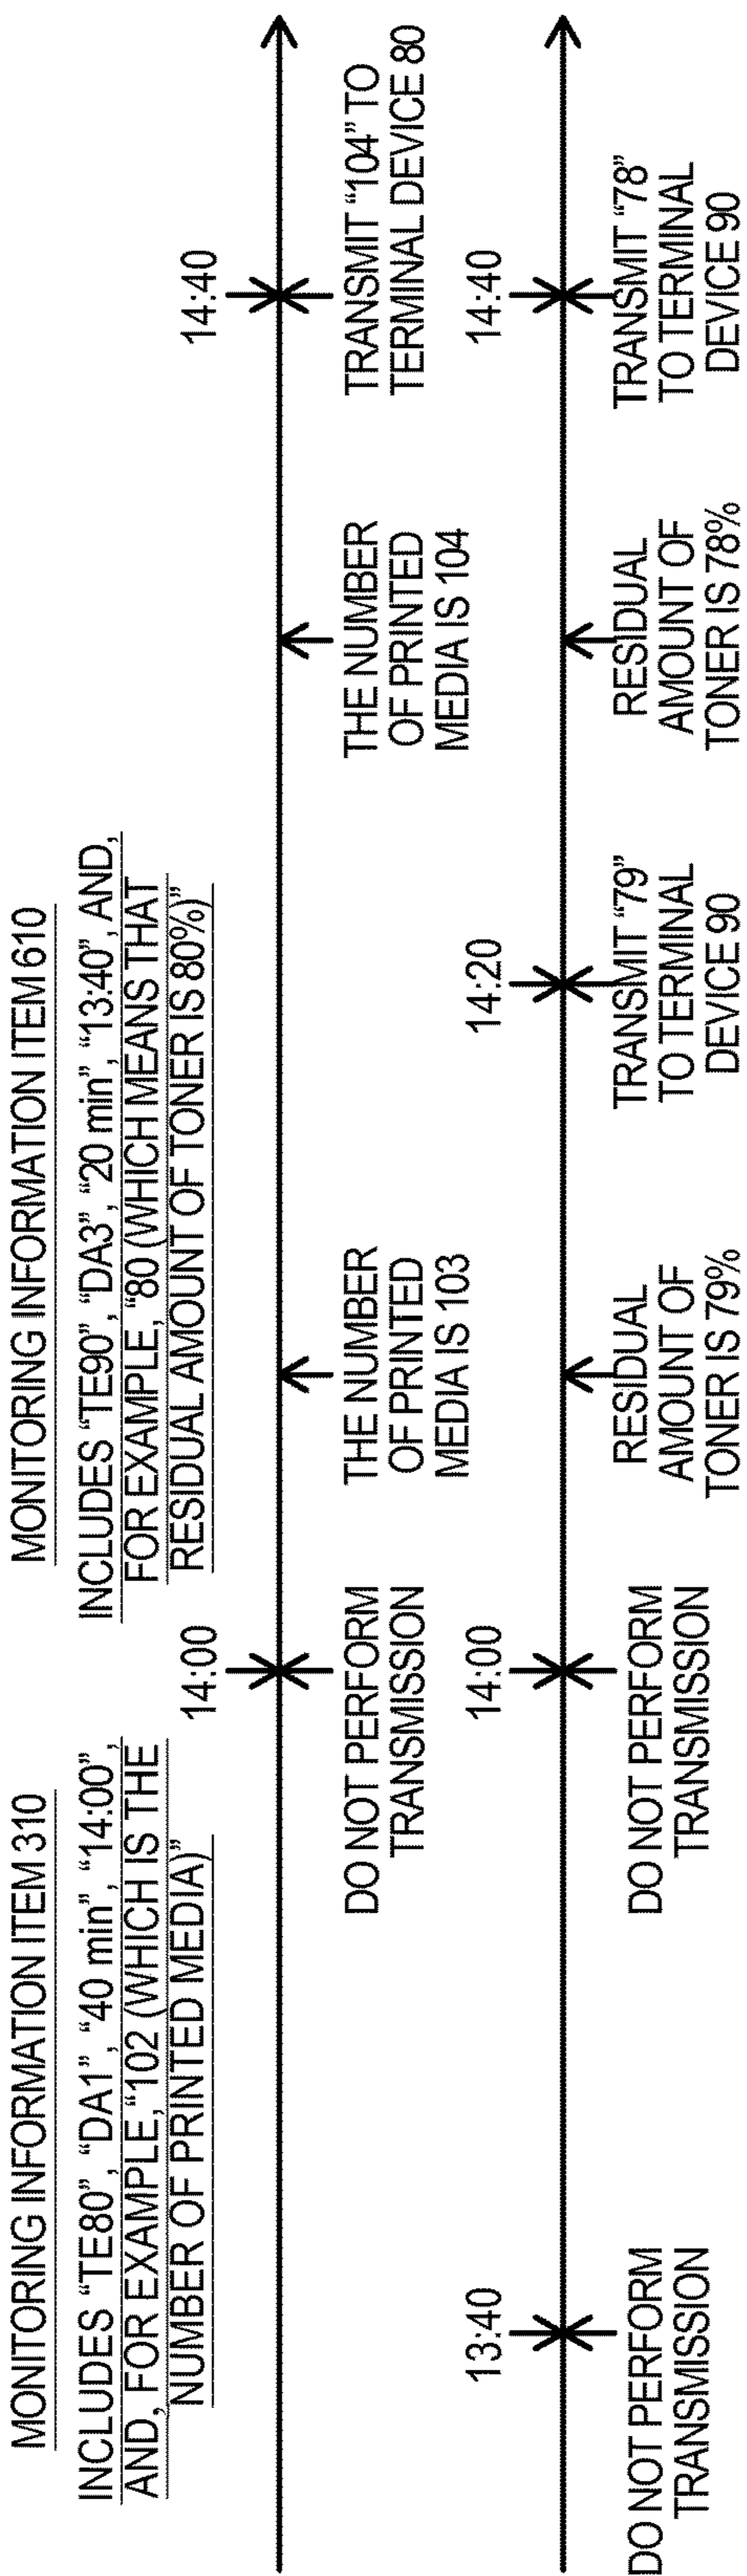 MONITORING INFORMATION ITEM 310
INCLUDES “TE80”, “DA1”, “40 min”, “14:00”,
AND, FOR EXAMPLE, “102 (WHICH IS THE
NUMBER OF PRINTED MEDIA)”
MONITORING INFORMATION ITEM 610
INCLUDES “TE90”, “DA3”, “20 min”, “13:40”, AND,
FOR EXAMPLE, “80 (WHICH MEANS THAT
RESIDUAL AMOUNT OF TONER IS 80%)”
14:00
14:40
DO NOT PERFORM
TRANSMISSION
THE NUMBER
OF PRINTED
MEDIA IS 103
THE NUMBER
OF PRINTED
MEDIA IS 104
TRANSMIT “104” TO
TERMINAL DEVICE 80
13:40
14:00
14:20
14:40
DO NOT PERFORM
TRANSMISSION
DO NOT PERFORM
TRANSMISSION
RESIDUAL
AMOUNT OF
TONER IS 79%
TRANSMIT “79”
TO TERMINAL
DEVICE 90
RESIDUAL
AMOUNT OF
TONER IS 78%
TRANSMIT “78”
TO TERMINAL
DEVICE 90